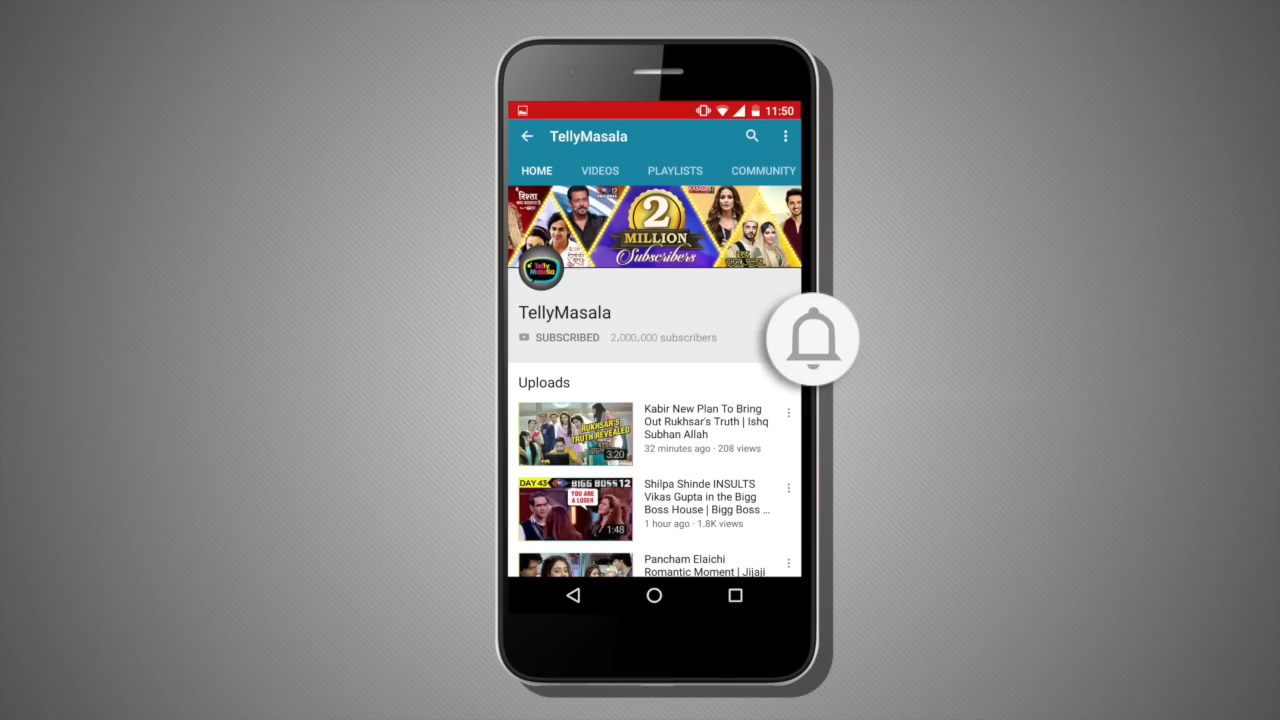 11:50
TellyMasala
HOME VIDEOS PLAYLISTS COMMUNITY
रिश्ता
2
MILLION
Subscribers
Telly
Masala
TellyMasala
SUBSCRIBED 2,000,000 subscribers
Uploads
RUKHSAR'S
TRUTH REVEALED
3:20
Kabir New Plan To Bring
Out Rukhsar's Truth | Ishq
Subhan Allah
32 minutes ago · 208 views
DAY 43 BIGG BOSS 12
YOU ARE
A LOSER
1:48
Shilpa Shinde INSULTS
Vikas Gupta in the Bigg
Boss House | Bigg Boss ...
1 hour ago · 1.8K views
Pancham Elaichi
Romantic Moment | Jijaji